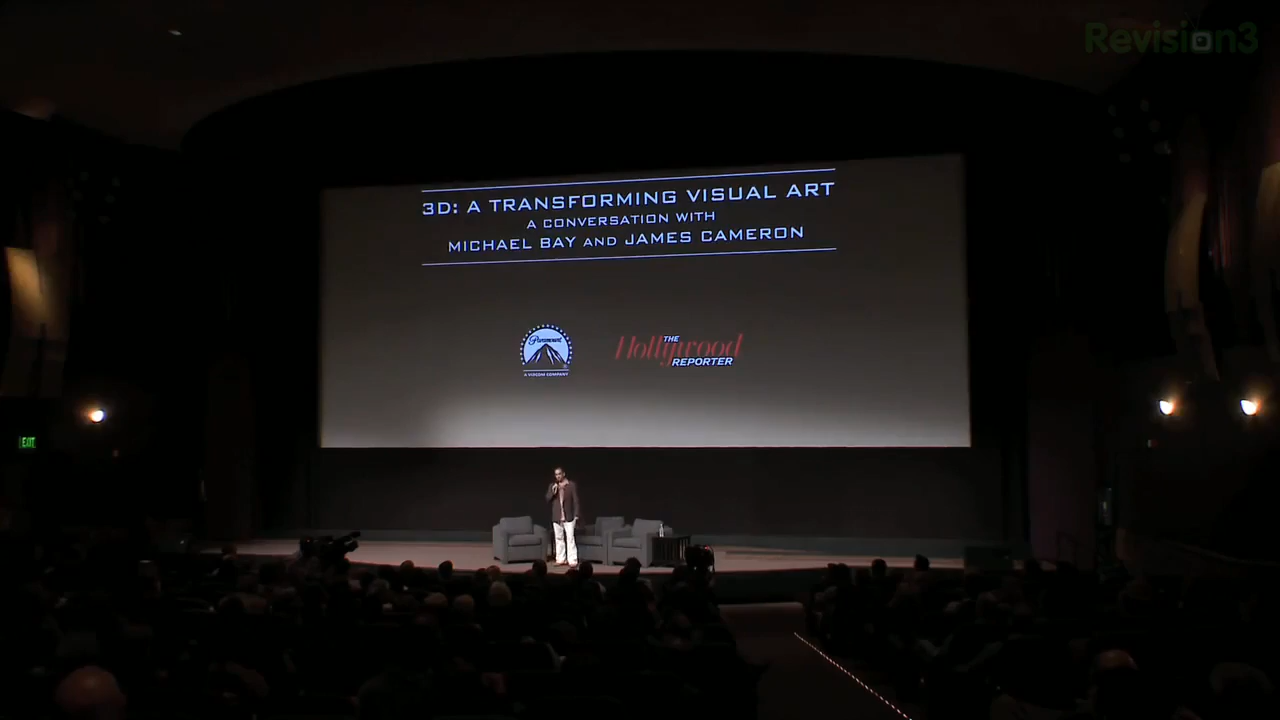 Revision3
3D: A TRANSFORMING VISUAL ART
A CONVERSATION WITH
MICHAEL BAY AND JAMES CAMERON
Paramount
A VIACOM COMPANY
THE
Hollywood
REPORTER
EXIT